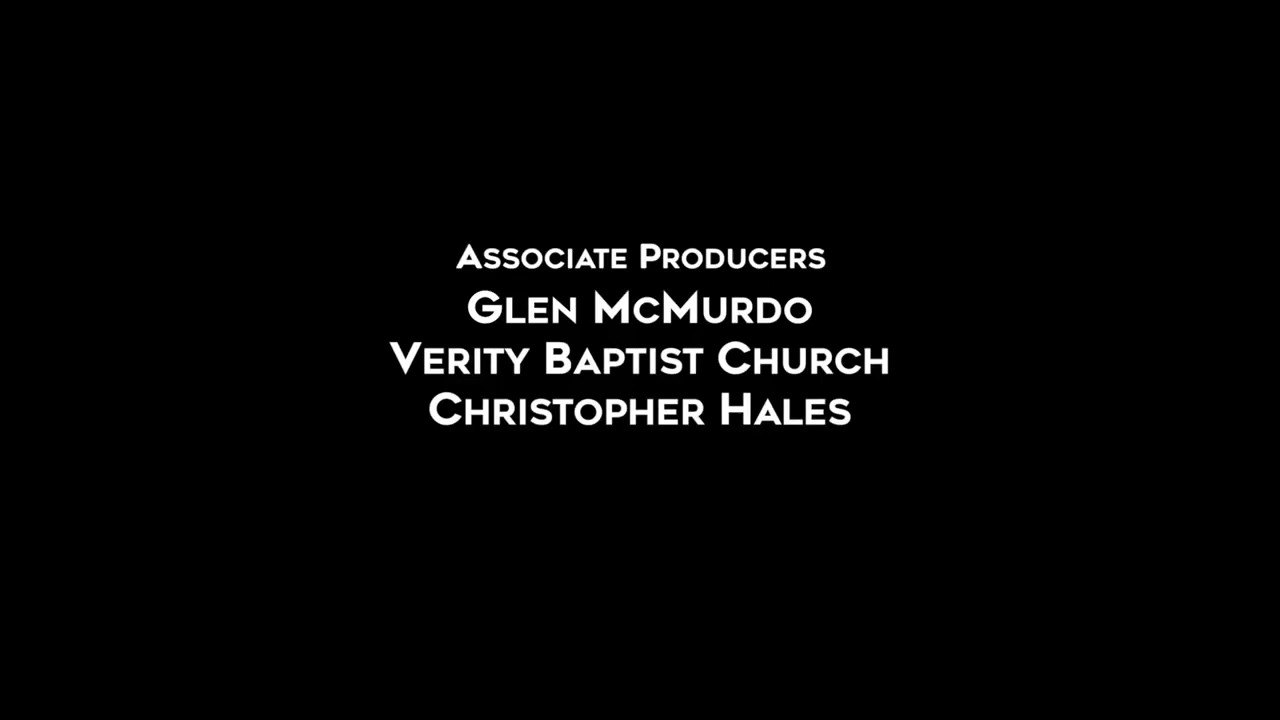 Associate Producers
Glen McMurdo
Verity Baptist Church
Christopher Hales